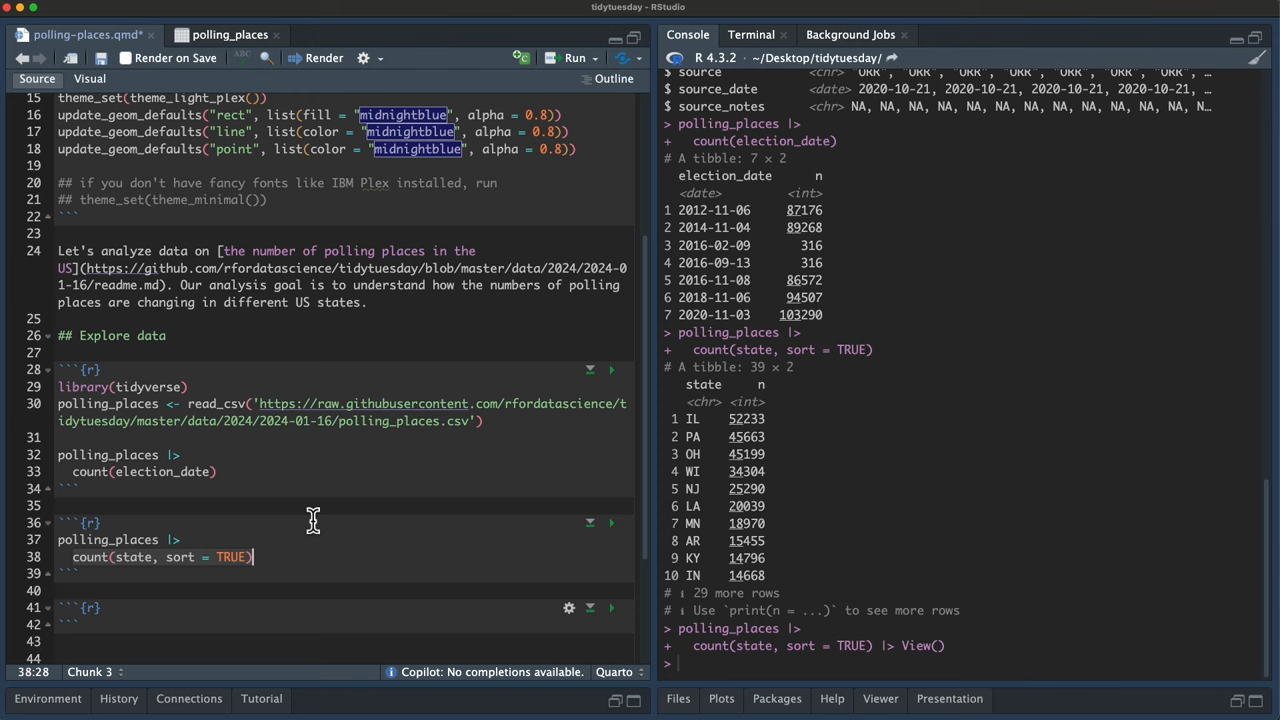 tidytuesday - RStudio
polling-places.qmd*
polling_places
Render on Save
ABC
Render
Run
Source
Visual
Outline
15 theme_set(theme_light_plex())
16 update_geom_defaults("rect", list(fill = "midnightblue", alpha = 0.8))
17 update_geom_defaults("line", list(color = "midnightblue", alpha = 0.8))
18 update_geom_defaults("point", list(color = "midnightblue", alpha = 0.8))
19
20 ## if you don't have fancy fonts like IBM Plex installed, run
21 ## theme_set(theme_minimal())
22 ```
23
24 Let's analyze data on [the number of polling places in the
US](https://github.com/rfordatascience/tidytuesday/blob/master/data/2024/2024-0
1-16/readme.md). Our analysis goal is to understand how the numbers of polling
places are changing in different US states.
25
26 ## Explore data
27
28 ```{r}
29 library(tidyverse)
30 polling_places <- read_csv('https://raw.githubusercontent.com/rfordatascience/t
idytuesday/master/data/2024/2024-01-16/polling_places.csv')
31
32 polling_places |>
33 count(election_date)
34 ```
35
36 ```{r}
37 polling_places |>
38 count(state, sort = TRUE)
39 ```
40
41 ```{r}
42 ```
43
44
38:28
Chunk 3
Copilot: No completions available.
Quarto
Environment
History
Connections
Tutorial
Console
Terminal
Background Jobs
R 4.3.2 · ~/Desktop/tidytuesday/
$ source <chr> "ORR", "ORR", "ORR", "ORR", "ORR", "ORR", …
$ source_date <date> 2020-10-21, 2020-10-21, 2020-10-21, 2020-…
$ source_notes <chr> NA, NA, NA, NA, NA, NA, NA, NA, NA, NA, N…
> polling_places |>
+ count(election_date)
# A tibble: 7 × 2
election_date n
<date> <int>
1 2012-11-06 87176
2 2014-11-04 89268
3 2016-02-09 316
4 2016-09-13 316
5 2016-11-08 86572
6 2018-11-06 94507
7 2020-11-03 103290
> polling_places |>
+ count(state, sort = TRUE)
# A tibble: 39 × 2
state n
<chr> <int>
1 IL 52233
2 PA 45663
3 OH 45199
4 WI 34304
5 NJ 25290
6 LA 20039
7 MN 18970
8 AR 15455
9 KY 14796
10 IN 14668
# ℹ 29 more rows
# ℹ Use `print(n = ...)` to see more rows
> polling_places |>
+ count(state, sort = TRUE) |> View()
>
Files
Plots
Packages
Help
Viewer
Presentation